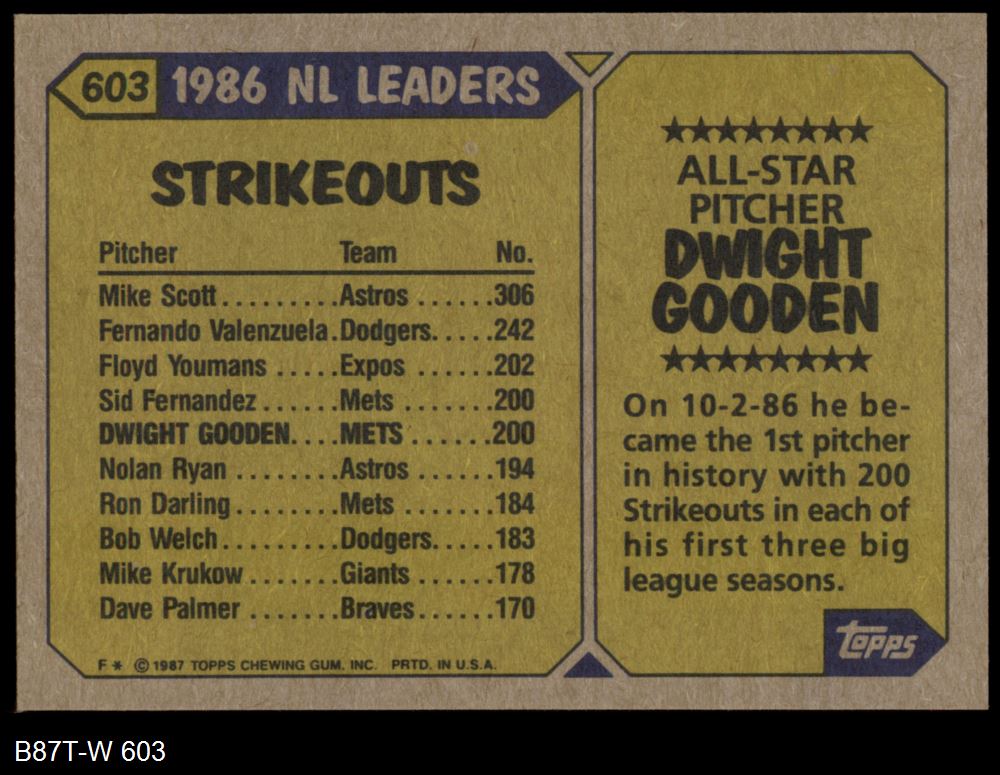 603 1986 NL LEADERS
STRIKEOUTS
Pitcher Team No.
Mike Scott.........Astros ......306
Fernando Valenzuela.Dodgers.....242
Floyd Youmans .....Expos .......202
Sid Fernandez ......Mets ........200
DWIGHT GOODEN....METS .......200
Nolan Ryan ........Astros .......194
Ron Darling........Mets ........184
Bob Welch.........Dodgers.....183
Mike Krukow .......Giants ......178
Dave Palmer .......Braves......170
F * © 1987 TOPPS CHEWING GUM, INC. PRTD. IN U.S.A.
★★★★★★★★
ALL-STAR
PITCHER
DWIGHT
GOODEN
★★★★★★★★
On 10-2-86 he be-
came the 1st pitcher
in history with 200
Strikeouts in each of
his first three big
league seasons.
topps
B87T-W 603